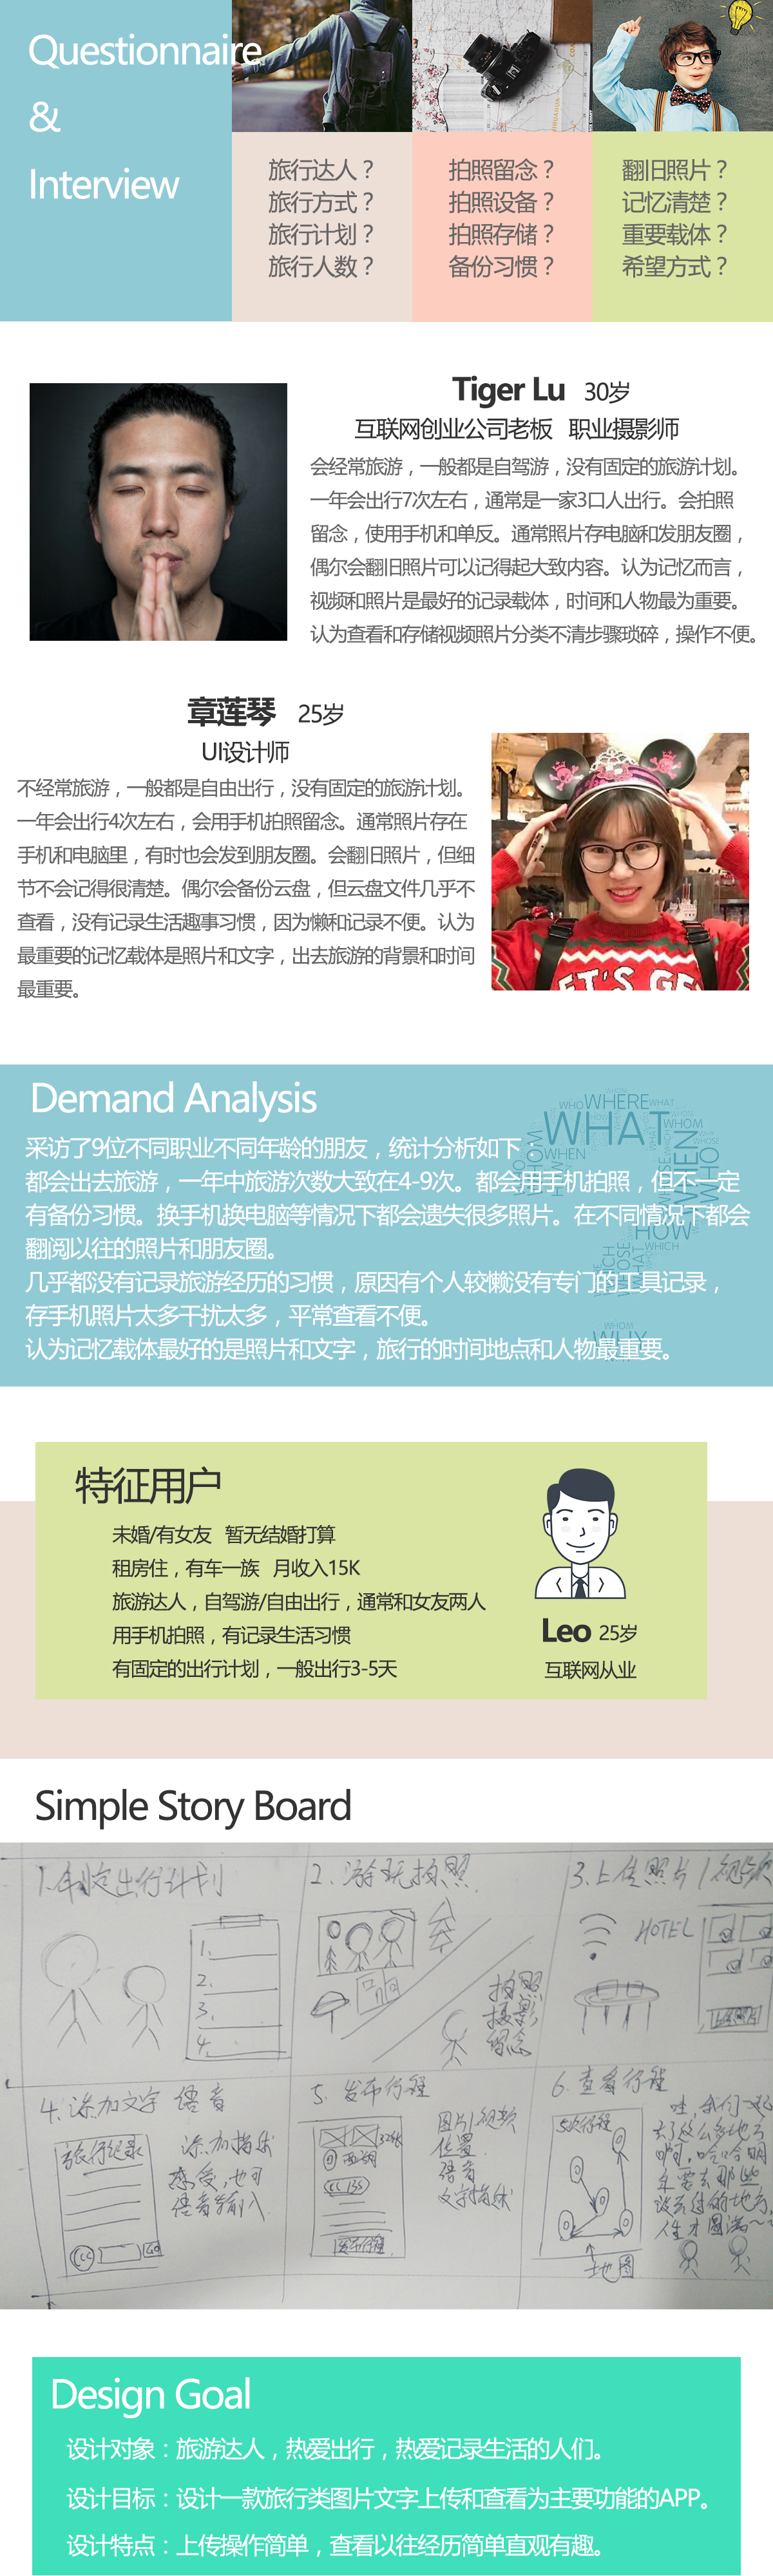 Questionnaire
&
Interview
旅行达人？
旅行方式？
旅行计划？
旅行人数？
拍照留念？
拍照设备？
拍照存储？
备份习惯？
翻旧照片？
记忆清楚？
重要载体？
希望方式？
Tiger Lu 30岁
互联网创业公司老板 职业摄影师
会经常旅游，一般都是自驾游，没有固定的旅游计划。
一年会出行7次左右，通常是一家3口人出行。会拍照
留念，使用手机和单反。通常照片存电脑和发朋友圈，
偶尔会翻旧照片可以记得起大致内容。认为记忆而言，
视频和照片是最好的记录载体，时间和人物最为重要。
认为查看和存储视频照片分类不清步骤琐碎，操作不便。
章莲琴 25岁
UI设计师
不经常旅游，一般都是自由出行，没有固定的旅游计划。
一年会出行4次左右，会用手机拍照留念。通常照片存在
手机和电脑里，有时也会发到朋友圈。会翻旧照片，但细
节不会记得很清楚。偶尔会备份云盘，但云盘文件几乎不
查看，没有记录生活趣事习惯，因为懒和记录不便。认为
最重要的记忆载体是照片和文字，出去旅游的背景和时间
最重要。
LET'S GE
Demand Analysis
采访了9位不同职业不同年龄的朋友，统计分析如下：
都会出去旅游，一年中旅游次数大致在4-9次。都会用手机拍照，但不一定
有备份习惯。换手机换电脑等情况下都会遗失很多照片。在不同情况下都会
翻阅以往的照片和朋友圈。
几乎都没有记录旅游经历的习惯，原因有个人较懒没有专门的工具记录，
存手机照片太多干扰太多，平常查看不便。
认为记忆载体最好的是照片和文字，旅行的时间地点和人物最重要。
WHO WHERE WHAT
WHAT
WHOM
WHEN
WHOM
WHEN
WHO
HOW
WHICH
WHOSE
WHAT
WHOM
WHY
特征用户
未婚/有女友 暂无结婚打算
租房住，有车一族 月收入15K
旅游达人，自驾游/自由出行，通常和女友两人
用手机拍照，有记录生活习惯
有固定的出行计划，一般出行3-5天
Leo 25岁
互联网从业
Simple Story Board
1.制定出行计划
1.
2.
3.
4.
2.游玩拍照
拍照
摄影
留念
3.上传照片/视频
HOTEL
4.添加文字 语音
旅行记录
添加描述
感受,也可
语音输入
5.发布行程
西湖
发布行程
图片/视频
位置
语音
文字描述
6.查看行程
5次行程
地图
哇,我们一起
去了这么多地方
啊,哈哈 明
年要去那些
没去过的地方,
人生才圆满~
Design Goal
设计对象：旅游达人，热爱出行，热爱记录生活的人们。
设计目标：设计一款旅行类图片文字上传和查看为主要功能的APP。
设计特点：上传操作简单，查看以往经历简单直观有趣。